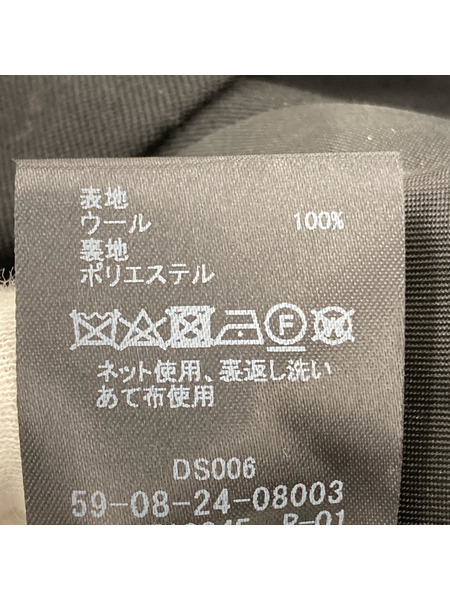 表地
ウール 100%
裏地
ポリエステル
F W
ネット使用、裏返し洗い
あて布使用
DS006
59-08-24-08003
B-01